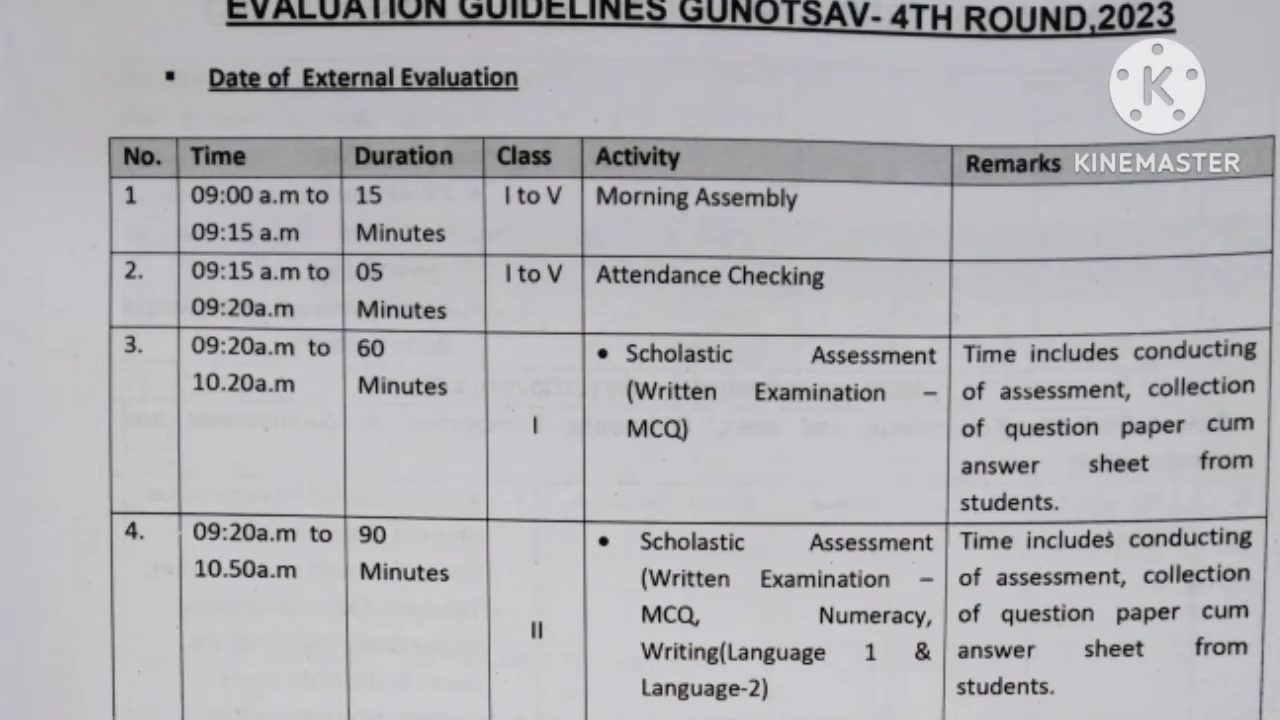 EVALUATION GUIDELINES GUNOTSAV- 4TH ROUND,2023
▪ Date of External Evaluation
K
KINEMASTER
No. Time Duration Class Activity Remarks
1 09:00 a.m to 15 I to V Morning Assembly
09:15 a.m Minutes
2. 09:15 a.m to 05 I to V Attendance Checking
09:20a.m Minutes
3. 09:20a.m to 60 • Scholastic Assessment Time includes conducting
10.20a.m Minutes (Written Examination – of assessment, collection
I MCQ) of question paper cum
answer sheet from
students.
4. 09:20a.m to 90 • Scholastic Assessment Time includes conducting
10.50a.m Minutes (Written Examination – of assessment, collection
II MCQ, Numeracy, of question paper cum
Writing(Language 1 & answer sheet from
Language-2) students.